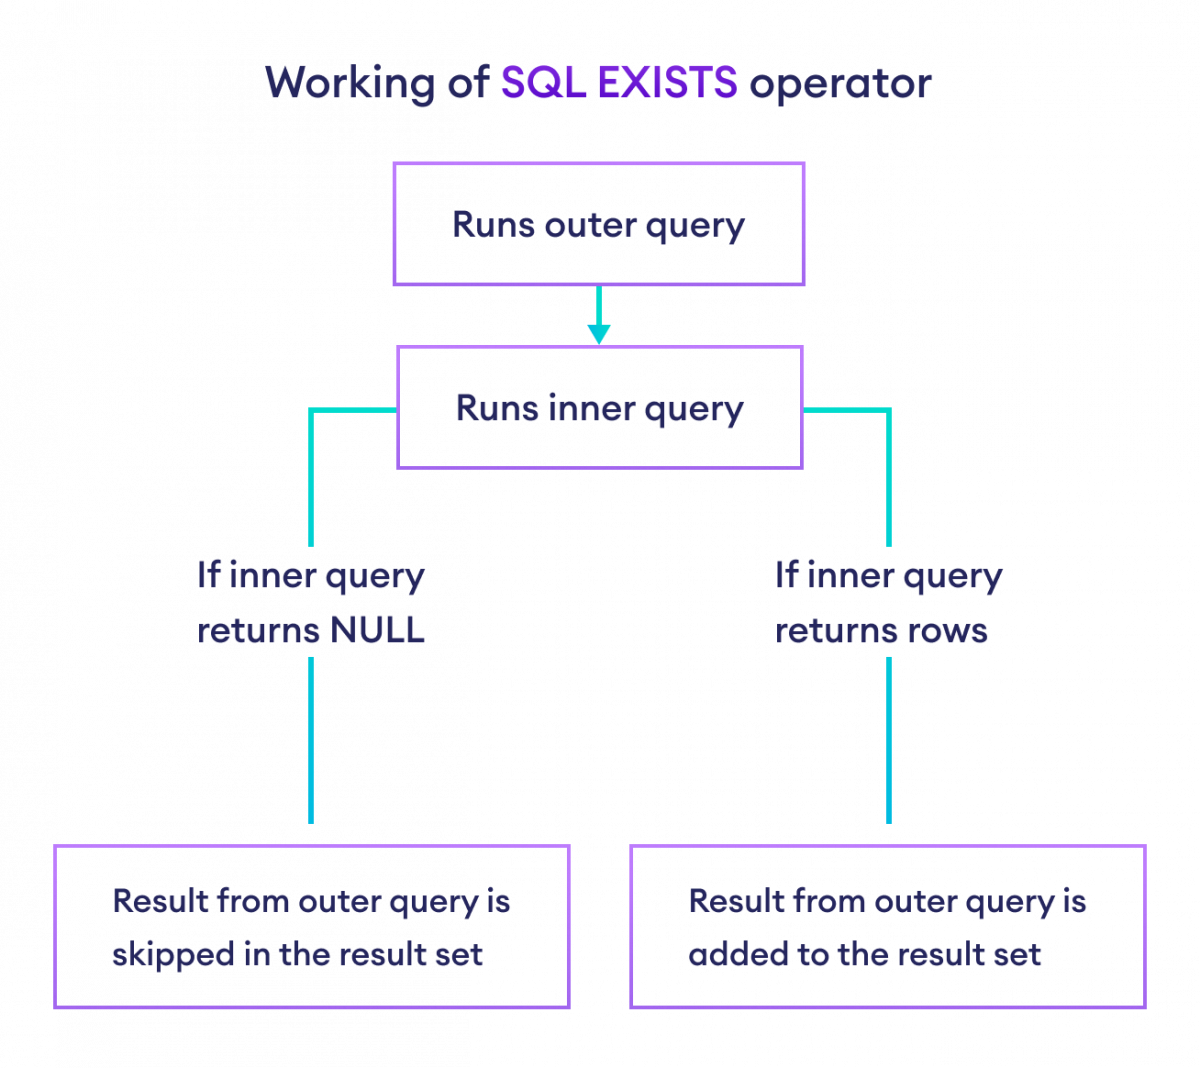 Working of SQL EXISTS operator
Runs outer query
Runs inner query
If inner query
returns NULL
If inner query
returns rows
Result from outer query is
skipped in the result set
Result from outer query is
added to the result set